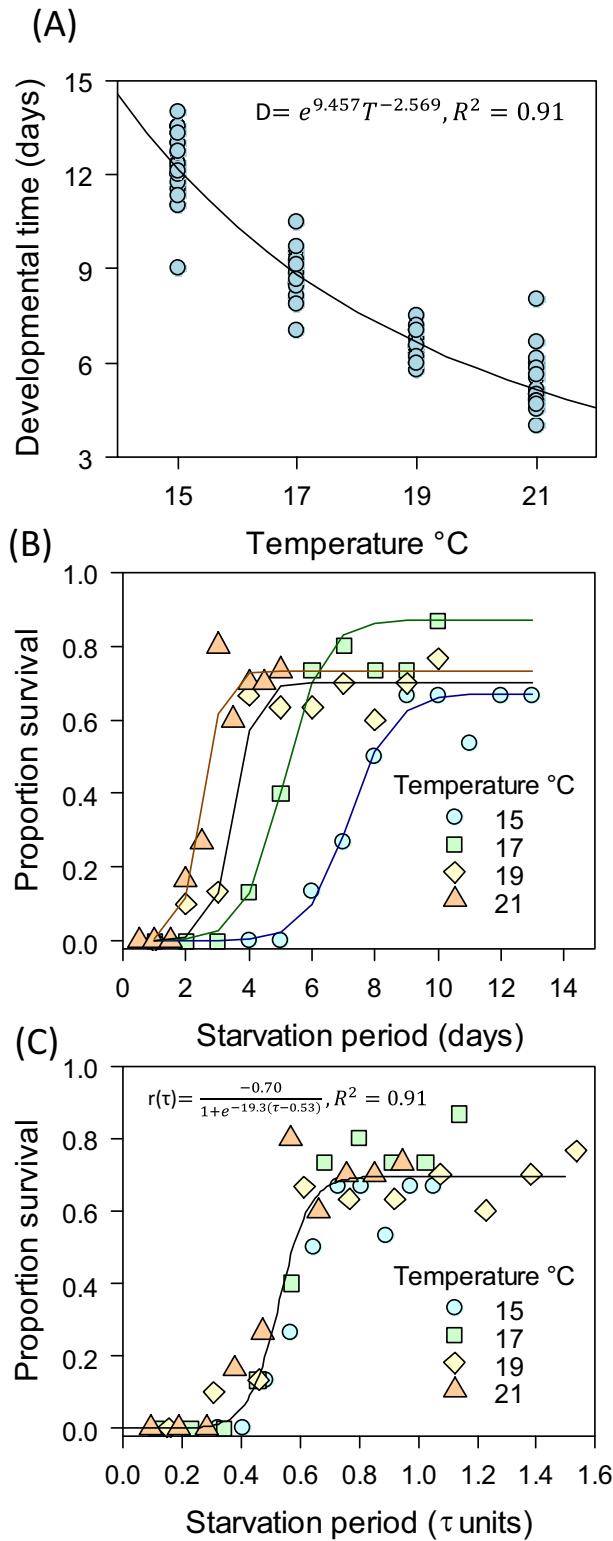 (A)
15
12
9
6
3
Developmental time (days)
D= e^{9.457}T^{-2.569}, R^2 = 0.91
15 17 19 21
Temperature °C
(B)
1.0
0.8
0.6
0.4
0.2
0.0
Proportion survival
Temperature °C
15
17
19
21
0 2 4 6 8 10 12 14
Starvation period (days)
(C)
1.0
0.8
0.6
0.4
0.2
0.0
Proportion survival
r(τ)= \frac{-0.70}{1+e^{-19.3(τ-0.53)}}, R^2 = 0.91
Temperature °C
15
17
19
21
0.0 0.2 0.4 0.6 0.8 1.0 1.2 1.4 1.6
Starvation period (τ units)